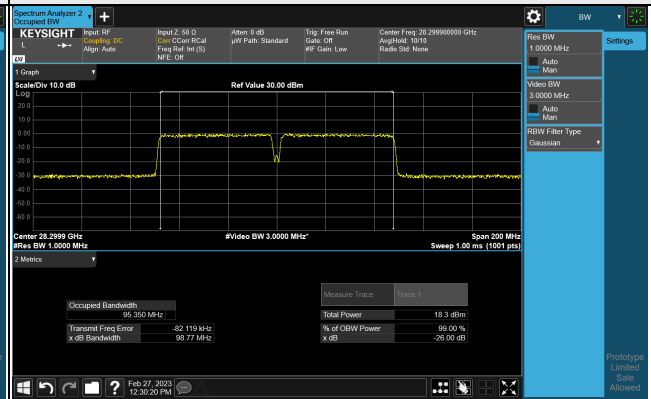 Spectrum Analyzer 2
Occupied BW
BW
KEYSIGHT
L
LXI
Input: RF
Coupling: DC
Align: Auto
Input Z: 50 Ω
Corr CCorr RCal
Freq Ref: Int (S)
NFE: Off
Atten: 0 dB
µW Path: Standard
Trig: Free Run
Gate: Off
#IF Gain: Low
Center Freq: 28.299900000 GHz
Avg|Hold: 10/10
Radio Std: None
Res BW
1.0000 MHz
Auto
Man
Video BW
3.0000 MHz
Auto
Man
RBW Filter Type
Gaussian
Settings
1 Graph
Scale/Div 10.0 dB
Ref Value 30.00 dBm
Log
20.0
10.0
0.00
-10.0
-20.0
-30.0
-40.0
-50.0
-60.0
Center 28.2999 GHz
#Video BW 3.0000 MHz*
Span 200 MHz
#Res BW 1.0000 MHz
Sweep 1.00 ms (1001 pts)
2 Metrics
Measure Trace
Trace 1
Occupied Bandwidth
95.350 MHz
Total Power
18.3 dBm
Transmit Freq Error
-82.119 kHz
% of OBW Power
99.00 %
x dB Bandwidth
98.77 MHz
x dB
-26.00 dB
Feb 27, 2023
12:30:20 PM
Prototype
Limited
Sale
Allowed